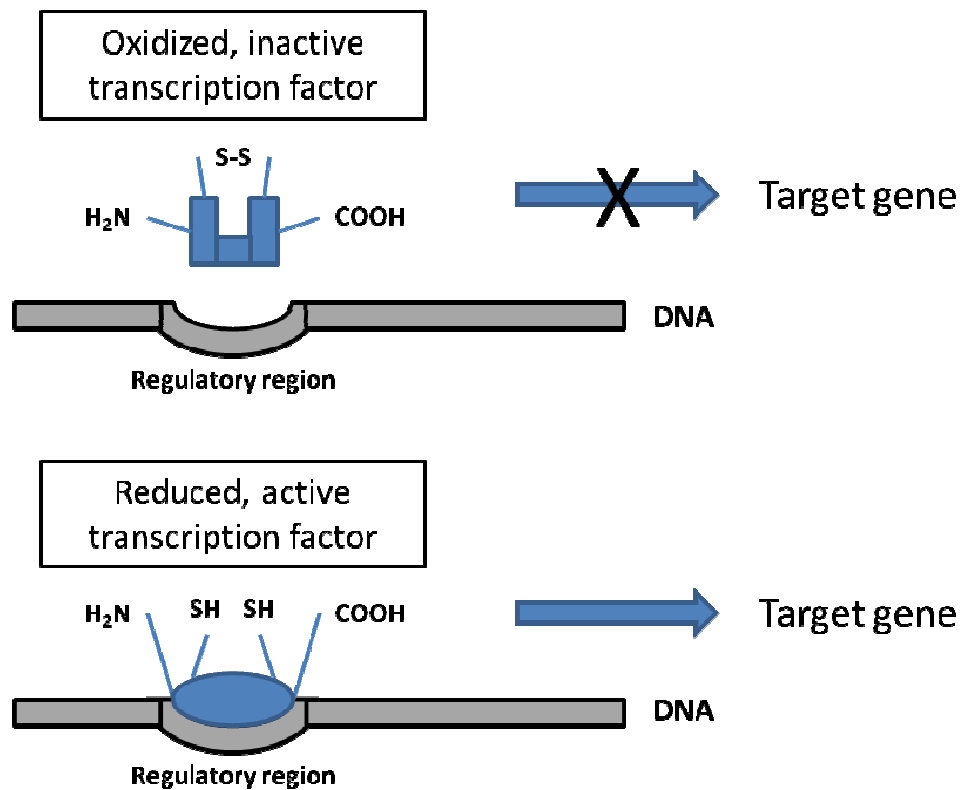 Oxidized, inactive
transcription factor
S-S
H₂N
COOH
X
Target gene
DNA
Regulatory region
Reduced, active
transcription factor
H₂N
SH
SH
COOH
Target gene
DNA
Regulatory region